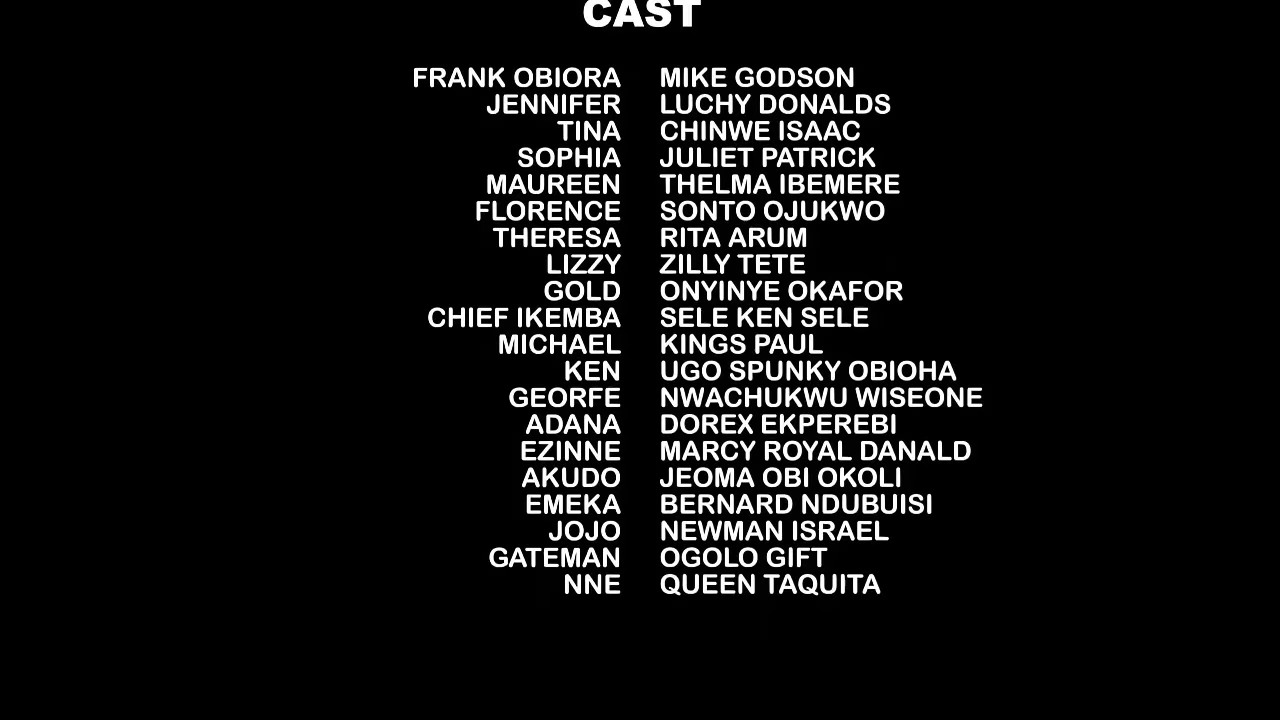 CAST
FRANK OBIORA MIKE GODSON
JENNIFER LUCHY DONALDS
TINA CHINWE ISAAC
SOPHIA JULIET PATRICK
MAUREEN THELMA IBEMERE
FLORENCE SONTO OJUKWO
THERESA RITA ARUM
LIZZY ZILLY TETE
GOLD ONYINYE OKAFOR
CHIEF IKEMBA SELE KEN SELE
MICHAEL KINGS PAUL
KEN UGO SPUNKY OBIOHA
GEORFE NWACHUKWU WISEONE
ADANA DOREX EKPEREBI
EZINNE MARCY ROYAL DANALD
AKUDO JEOMA OBI OKOLI
EMEKA BERNARD NDUBUISI
JOJO NEWMAN ISRAEL
GATEMAN OGOLO GIFT
NNE QUEEN TAQUITA